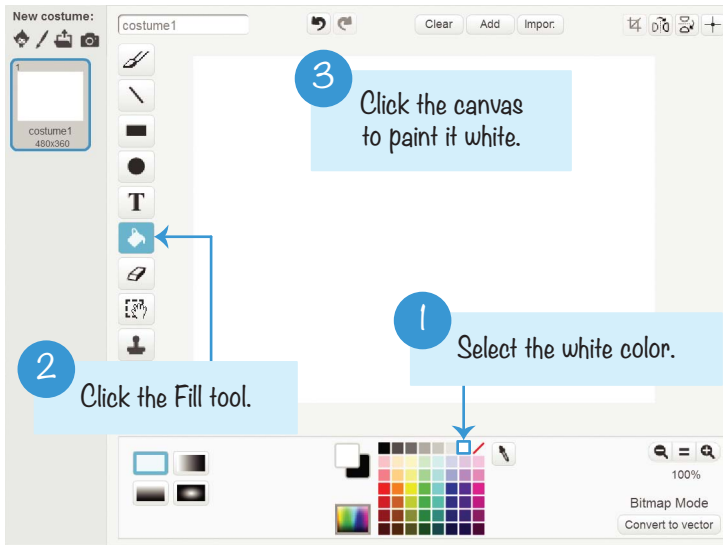 New costume:
costume1
Clear Add Impor.
1
costume1
480x360
T
3
Click the canvas
to paint it white.
1
Select the white color.
2
Click the Fill tool.
100%
Bitmap Mode
Convert to vector